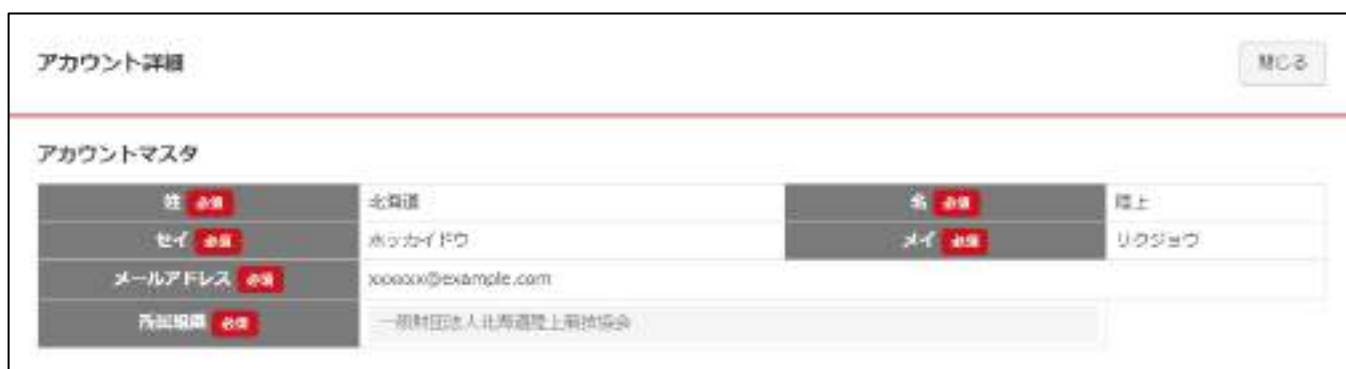 アカウント詳細 閉じる
アカウントマスタ
姓 必須 北海道 名 必須 陸上
セイ 必須 ホッカイドウ メイ 必須 リクジョウ
メールアドレス 必須 xxxxxx@example.com
所属組織 必須 一般財団法人北海道陸上競技協会